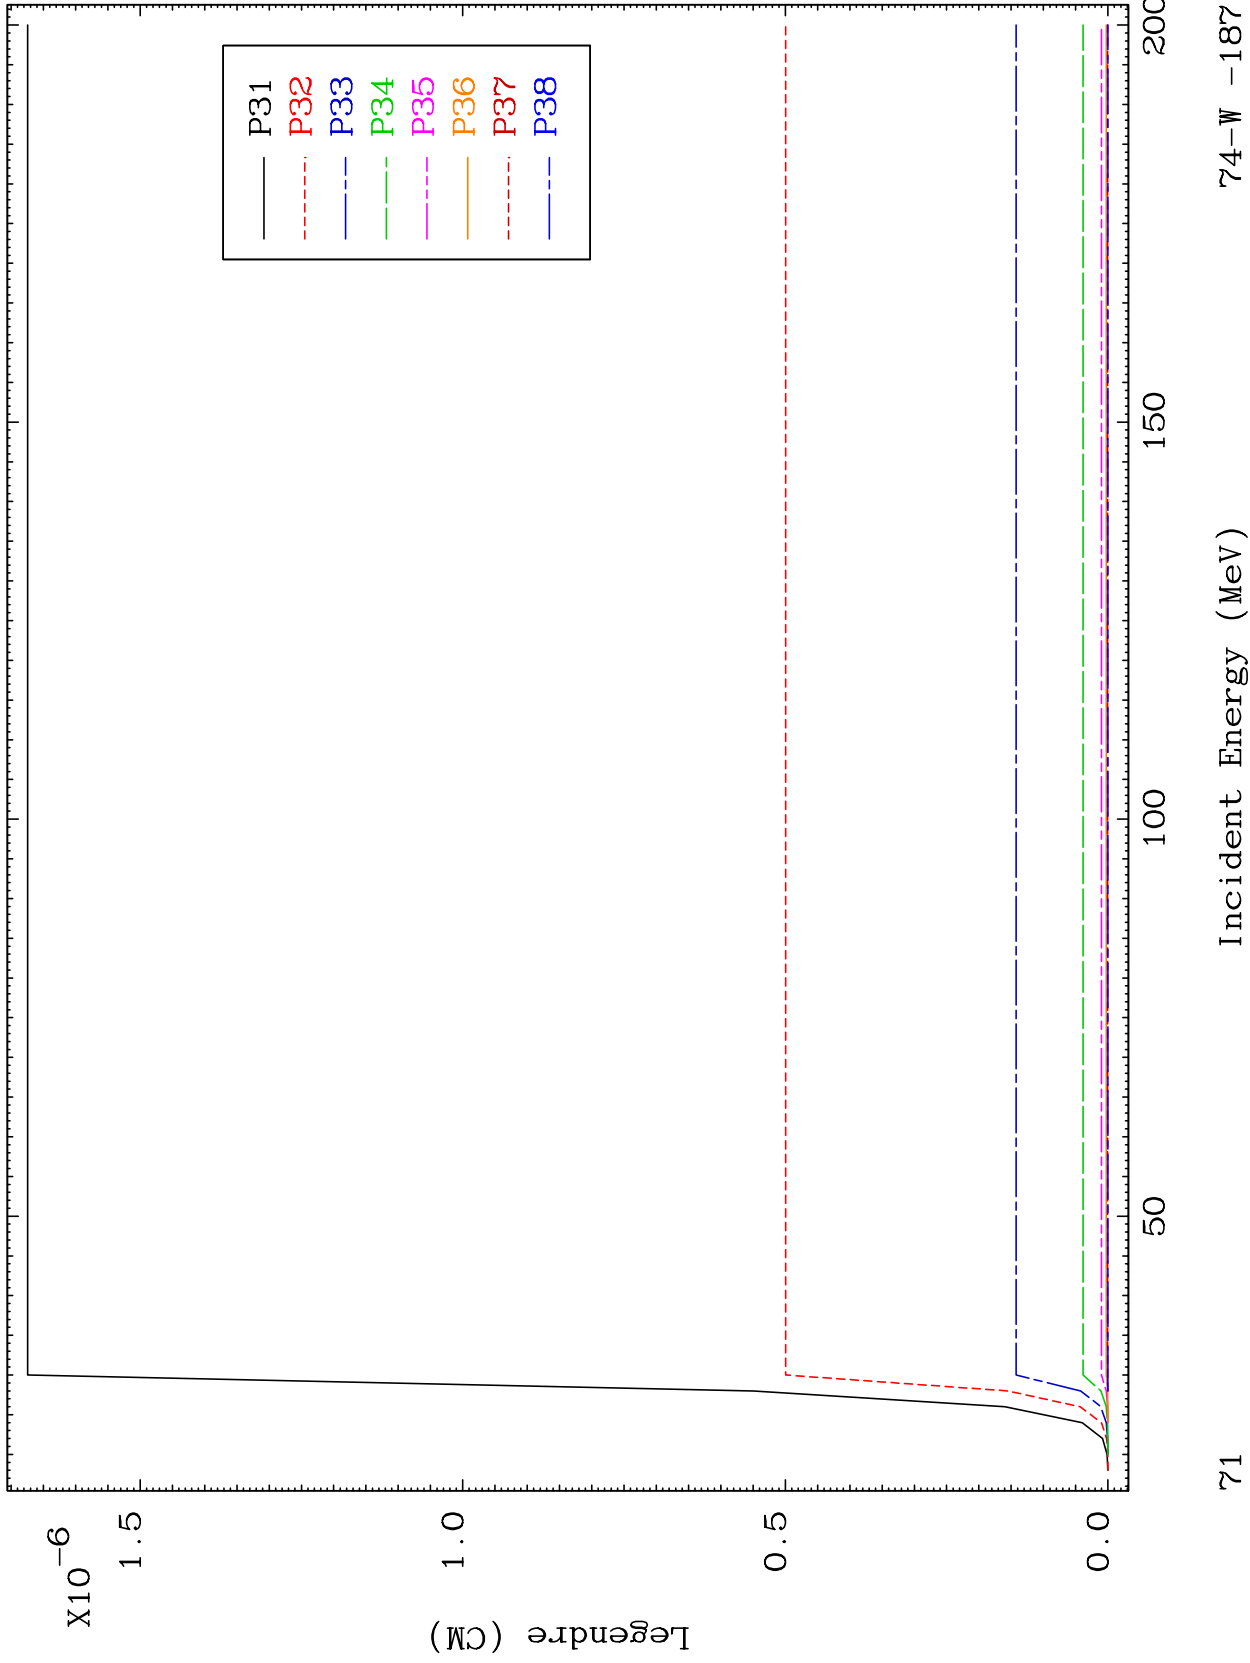 X10-6
1.5
1.0
0.5
0.0
Legendre (CM)
P31
P32
P33
P34
P35
P36
P37
P38
50
100
150
200
Incident Energy (MeV)
71
74-W -187